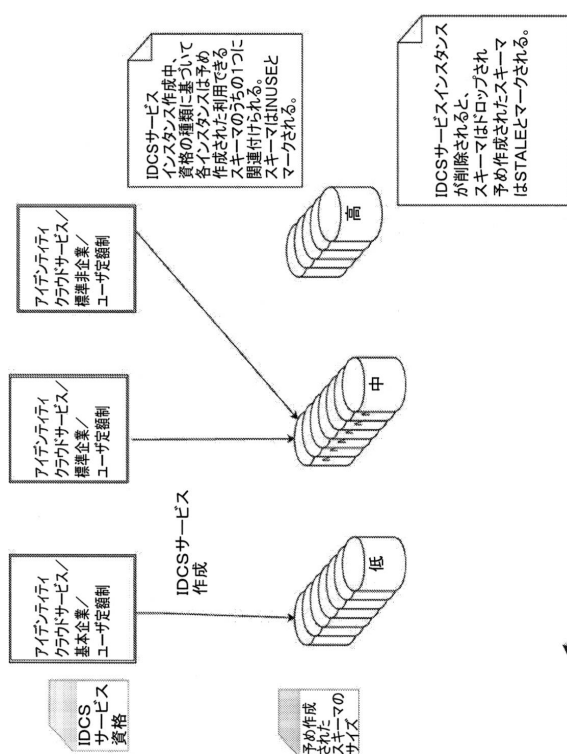 IDCS
サービス
資格
アイデンティティ
クラウドサービス/
基本企業/
ユーザ定額制
アイデンティティ
クラウドサービス/
標準企業/
ユーザ定額制
アイデンティティ
クラウドサービス/
標準非企業/
ユーザ定額制
IDCSサービス
インスタンス作成中、
資格の種類に基づいて
各インスタンスは予め
作成された利用できる
スキーマのうちの1つに
関連付けられる。
スキーマはINUSEと
マークされる。
IDCSサービス
作成
予め作成
された
スキーマの
サイズ
低
中
高
IDCSサービスインスタンス
が削除されると、
スキーマはドロップされ
予め作成されたスキーマ
はSTALEとマークされる。